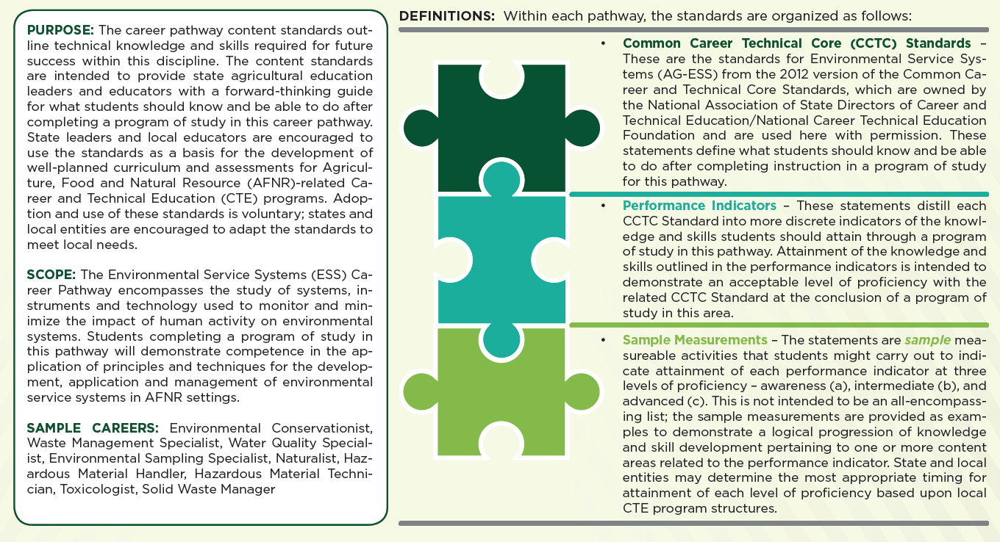 PURPOSE: The career pathway content standards out-
line technical knowledge and skills required for future
success within this discipline. The content standards
are intended to provide state agricultural education
leaders and educators with a forward-thinking guide
for what students should know and be able to do after
completing a program of study in this career pathway.
State leaders and local educators are encouraged to
use the standards as a basis for the development of
well-planned curriculum and assessments for Agricul-
ture, Food and Natural Resource (AFNR)-related Ca-
reer and Technical Education (CTE) programs. Adop-
tion and use of these standards is voluntary; states and
local entities are encouraged to adapt the standards to
meet local needs.
SCOPE: The Environmental Service Systems (ESS) Ca-
reer Pathway encompasses the study of systems, in-
struments and technology used to monitor and min-
imize the impact of human activity on environmental
systems. Students completing a program of study in
this pathway will demonstrate competence in the ap-
plication of principles and techniques for the develop-
ment, application and management of environmental
service systems in AFNR settings.
SAMPLE CAREERS: Environmental Conservationist,
Waste Management Specialist, Water Quality Special-
ist, Environmental Sampling Specialist, Naturalist, Haz-
ardous Material Handler, Hazardous Material Techni-
cian, Toxicologist, Solid Waste Manager
DEFINITIONS: Within each pathway, the standards are organized as follows:
• Common Career Technical Core (CCTC) Standards –
These are the standards for Environmental Service Sys-
tems (AG-ESS) from the 2012 version of the Common Ca-
reer and Technical Core Standards, which are owned by
the National Association of State Directors of Career and
Technical Education/National Career Technical Education
Foundation and are used here with permission. These
statements define what students should know and be able
to do after completing instruction in a program of study
for this pathway.
• Performance Indicators – These statements distill each
CCTC Standard into more discrete indicators of the knowl-
edge and skills students should attain through a program
of study in this pathway. Attainment of the knowledge and
skills outlined in the performance indicators is intended to
demonstrate an acceptable level of proficiency with the
related CCTC Standard at the conclusion of a program of
study in this area.
• Sample Measurements – The statements are sample mea-
sureable activities that students might carry out to indi-
cate attainment of each performance indicator at three
levels of proficiency – awareness (a), intermediate (b), and
advanced (c). This is not intended to be an all-encompass-
ing list; the sample measurements are provided as exam-
ples to demonstrate a logical progression of knowledge
and skill development pertaining to one or more content
areas related to the performance indicator. State and local
entities may determine the most appropriate timing for
attainment of each level of proficiency based upon local
CTE program structures.